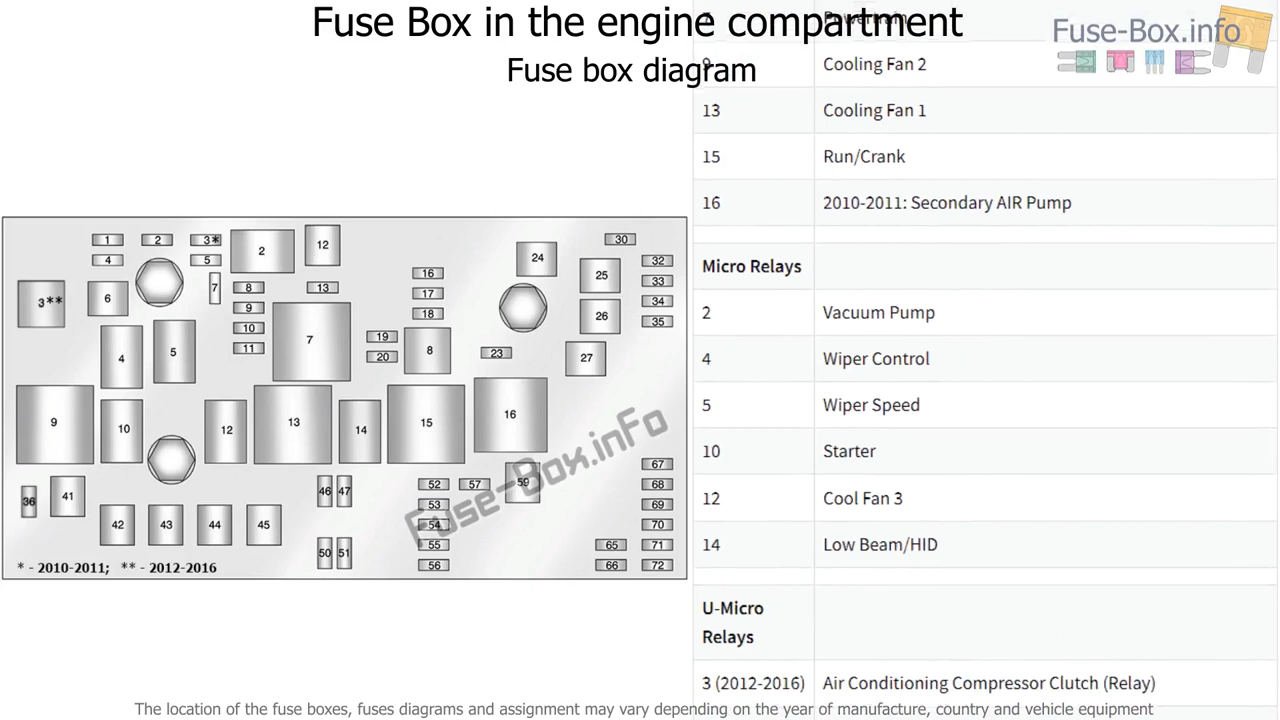 Fuse Box in the engine compartment
Fuse box diagram
Fuse-Box.info
7 Powertrain
9 Cooling Fan 2
13 Cooling Fan 1
15 Run/Crank
16 2010-2011: Secondary AIR Pump
Micro Relays
2 Vacuum Pump
4 Wiper Control
5 Wiper Speed
10 Starter
12 Cool Fan 3
14 Low Beam/HID
U-Micro
Relays
3 (2012-2016) Air Conditioning Compressor Clutch (Relay)
1 2 3* 2 12 30
4 5 24 32
3** 6 7 8 13 16 25 33
9 17 34
10 18 26 35
11 19 20 23 27
4 5 7 8
9 10 12 13 14 15 16
36 41 46 47 52 57 59 67
53 68
42 43 44 45 54 69
70
50 51 55 65 71
56 66 72
* - 2010-2011; ** - 2012-2016
Fuse-Box.inFo
The location of the fuse boxes, fuses diagrams and assignment may vary depending on the year of manufacture, country and vehicle equipment